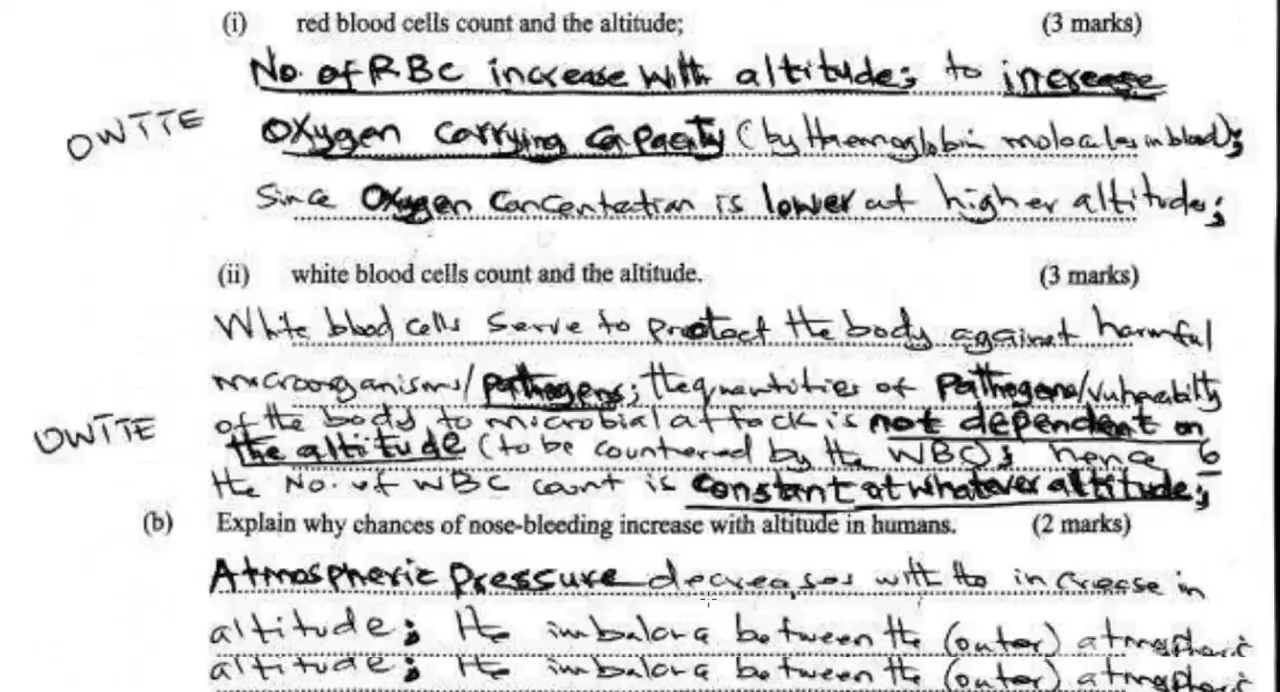 (i) red blood cells count and the altitude; (3 marks)
No. of RBC increase with altitude; to increase
OWTTE
Oxygen carrying capacity (by Haemoglobin molecules in blood);
Since Oxygen Concentration is lower at higher altitude;
(ii) white blood cells count and the altitude. (3 marks)
White blood cells serve to protect the body against harmful
microorganisms/pathogens; the quantities of Pathogens/vulnerability
of the body to microbial attack is not dependent on
OWTTE
the altitude (to be countered by the WBC); hence 6
the No. of WBC count is constant at whatever altitude;
(b) Explain why chances of nose-bleeding increase with altitude in humans. (2 marks)
Atmospheric Pressure decreases with the increase in
altitude; the imbalance between the (outer) atmospheric
altitude; the imbalance between the (outer) atmospheric